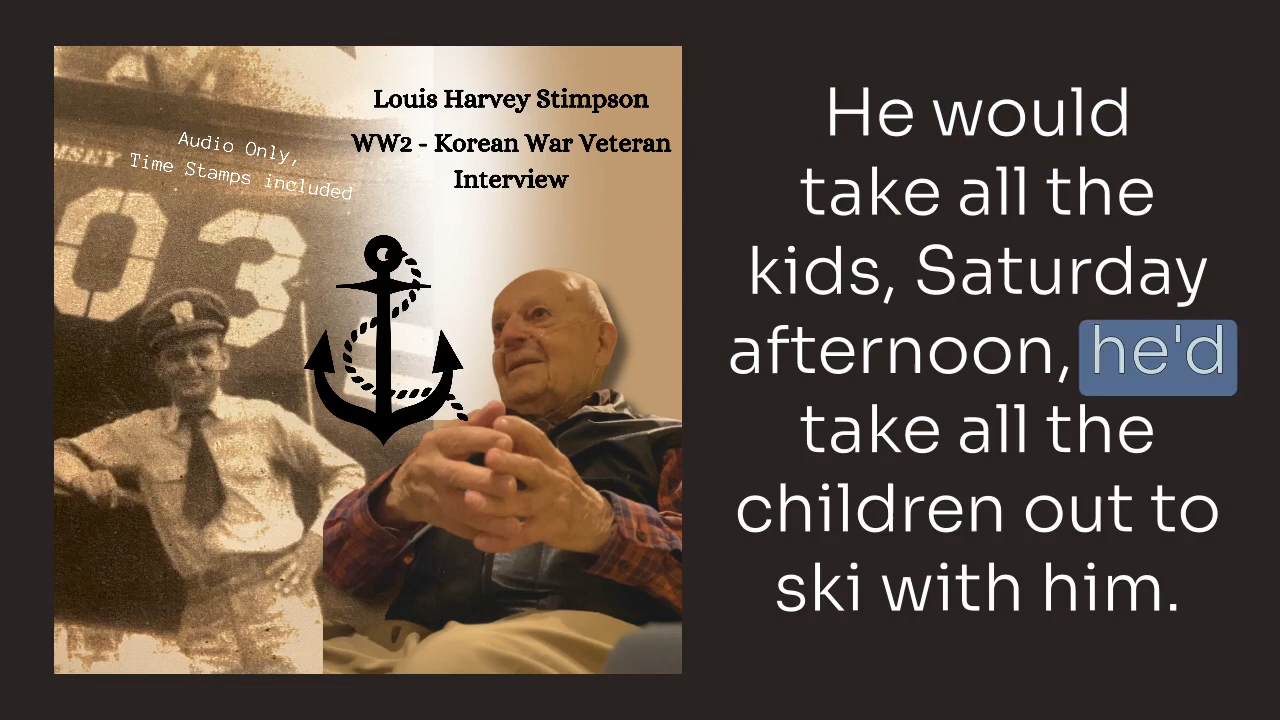 Louis Harvey Stimpson
WW2 - Korean War Veteran
Interview
Audio Only,
Time Stamps included
MSEY
03
He would
take all the
kids, Saturday
afternoon, he'd
take all the
children out to
ski with him.